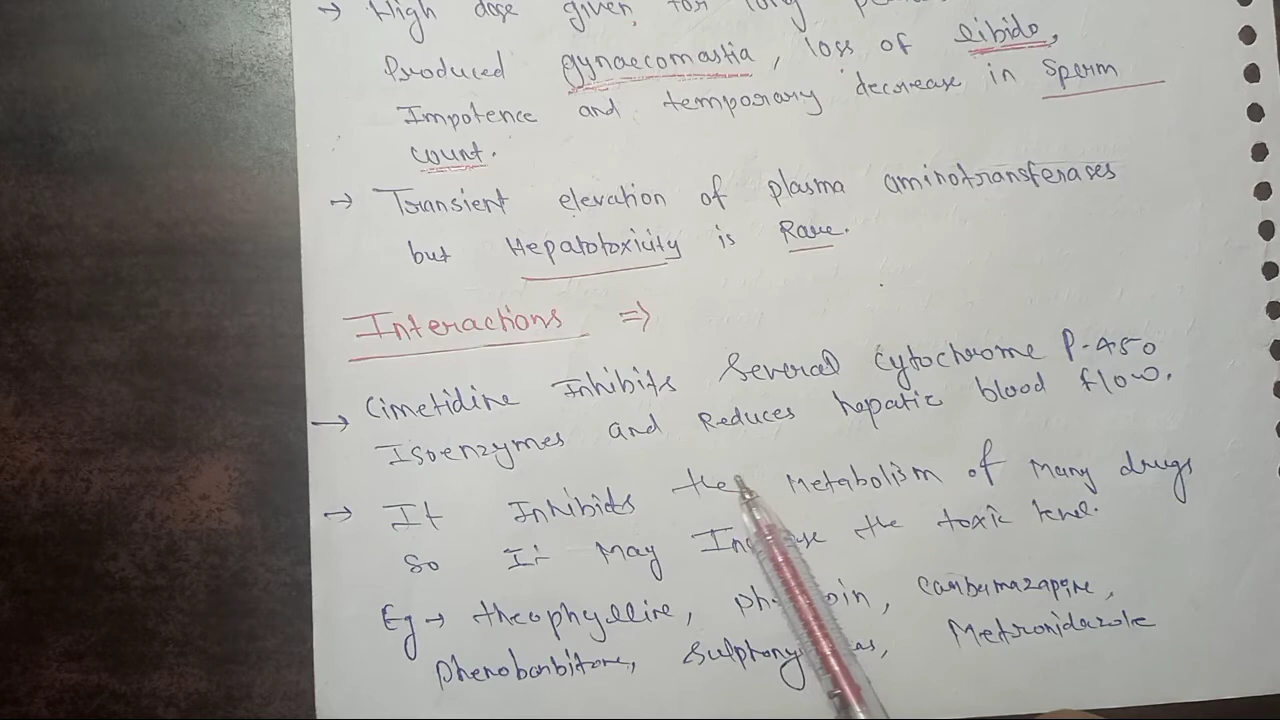 → High dose given, for long
Produced gynaecomastia, loss of libido,
Impotence and temporary decrease in Sperm
count.
→ Transient elevation of plasma aminotransferases
but Hepatotoxicity is Rare.
Interactions ⇒
→ Cimetidine Inhibits Several Cytochrome P-450
Isoenzymes and Reduces hepatic blood flow.
→ It Inhibits the Metabolism of Many drugs
so It May the toxic level.
Eg → theophylline, carbamazapine,
Phenobarbitone, Metronidazole